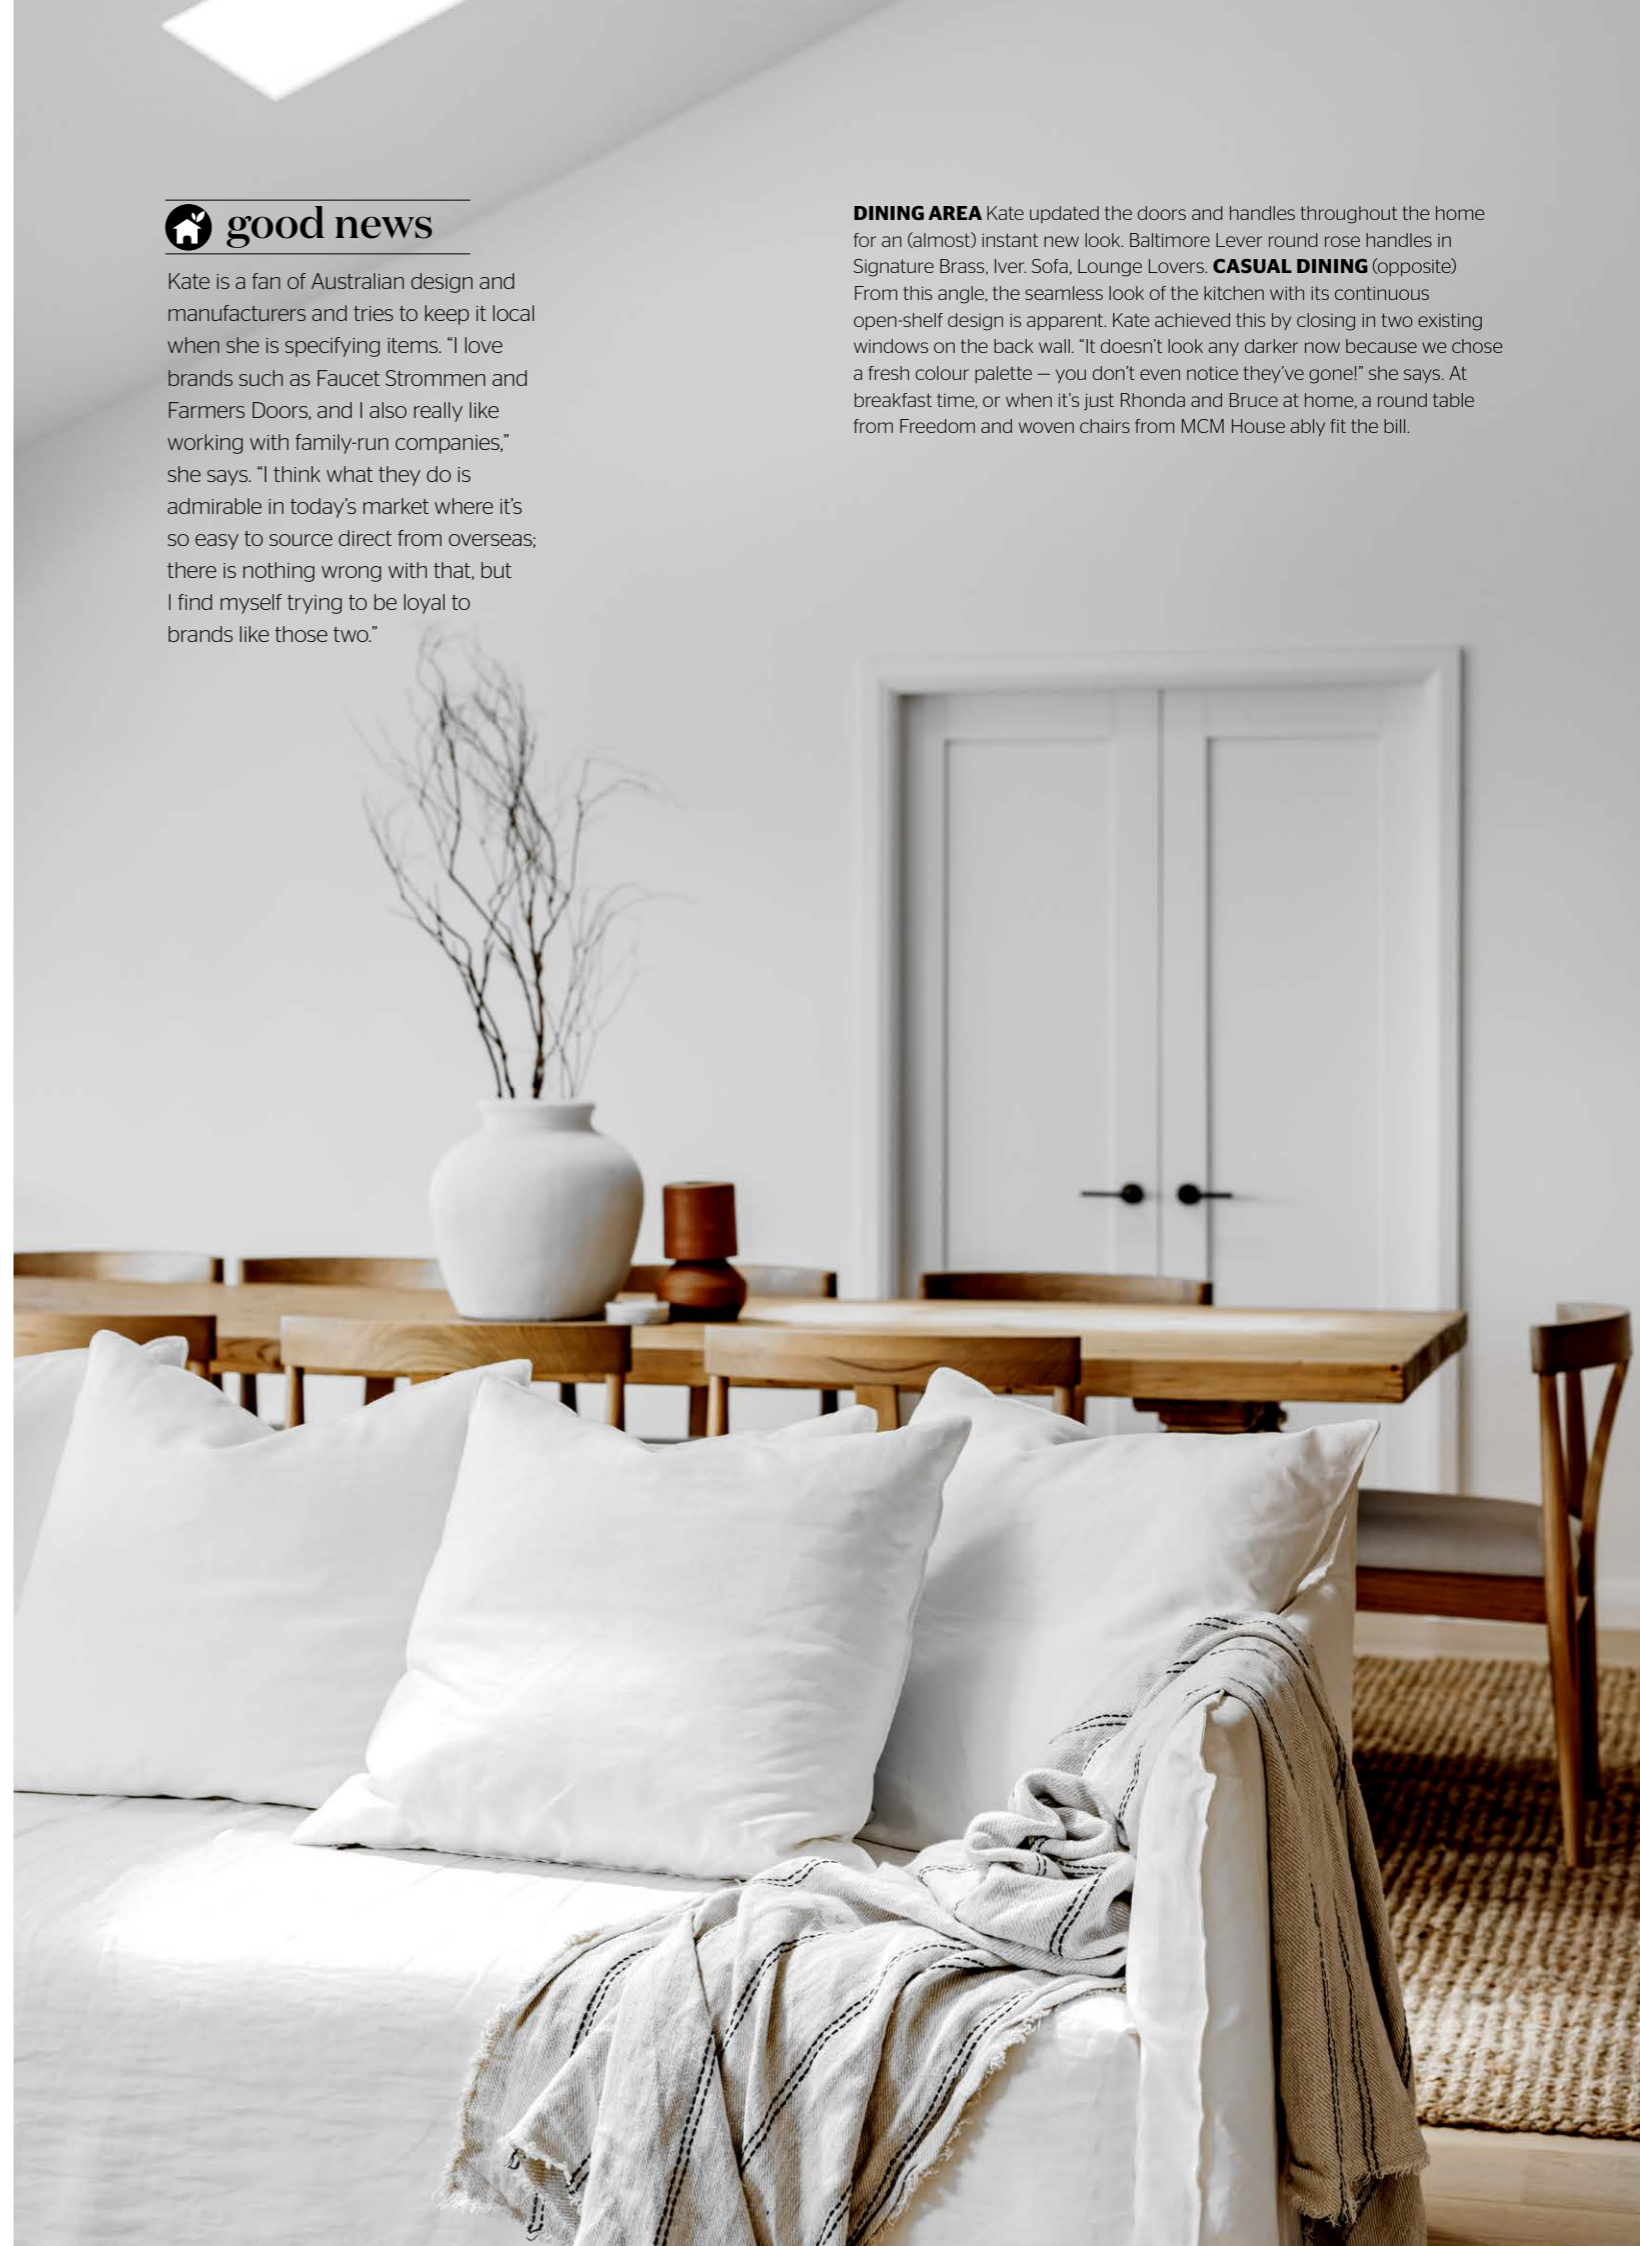 good news
Kate is a fan of Australian design and
manufacturers and tries to keep it local
when she is specifying items. “I love
brands such as Faucet Strommen and
Farmers Doors, and I also really like
working with family-run companies,”
she says. “I think what they do is
admirable in today’s market where it’s
so easy to source direct from overseas;
there is nothing wrong with that, but
I find myself trying to be loyal to
brands like those two.”
DINING AREA Kate updated the doors and handles throughout the home
for an (almost) instant new look. Baltimore Lever round rose handles in
Signature Brass, Iver. Sofa, Lounge Lovers. CASUAL DINING (opposite)
From this angle, the seamless look of the kitchen with its continuous
open-shelf design is apparent. Kate achieved this by closing in two existing
windows on the back wall. “It doesn’t look any darker now because we chose
a fresh colour palette — you don’t even notice they’ve gone!” she says. At
breakfast time, or when it’s just Rhonda and Bruce at home, a round table
from Freedom and woven chairs from MCM House ably fit the bill.